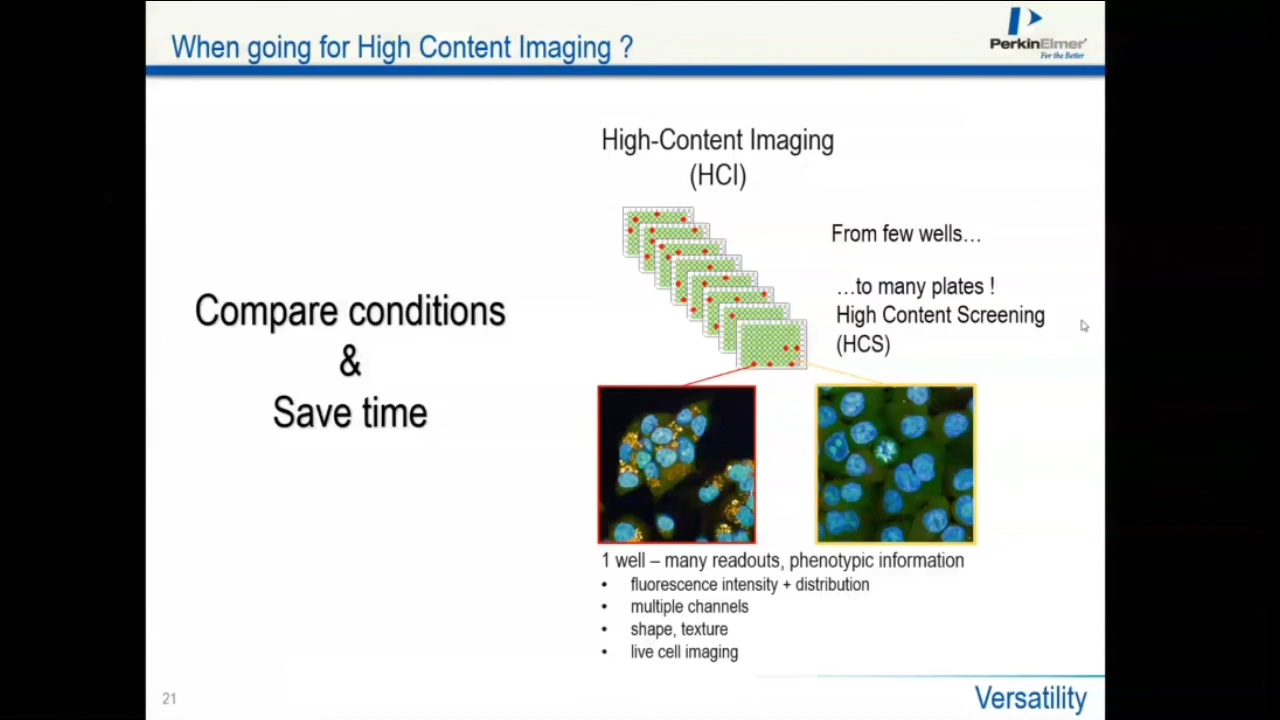 When going for High Content Imaging ?
PerkinElmer
For the Better
High-Content Imaging
(HCI)
From few wells…
…to many plates !
High Content Screening
(HCS)
Compare conditions
&
Save time
1 well – many readouts, phenotypic information
• fluorescence intensity + distribution
• multiple channels
• shape, texture
• live cell imaging
21
Versatility